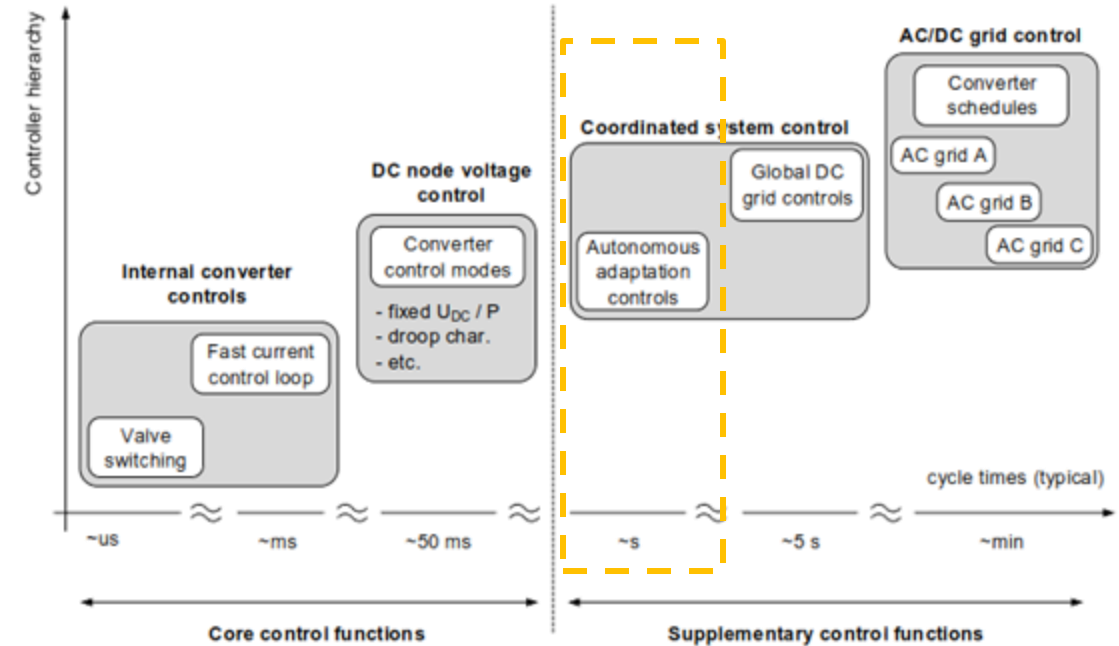 Controller hierarchy
AC/DC grid control
Converter
schedules
AC grid A
AC grid B
AC grid C
Coordinated system control
Global DC
grid controls
Autonomous
adaptation
controls
DC node voltage
control
Converter
control modes
- fixed UDC / P
- droop char.
- etc.
Internal converter
controls
Fast current
control loop
Valve
switching
cycle times (typical)
~us
~ms
~50 ms
~s
~5 s
~min
Core control functions
Supplementary control functions